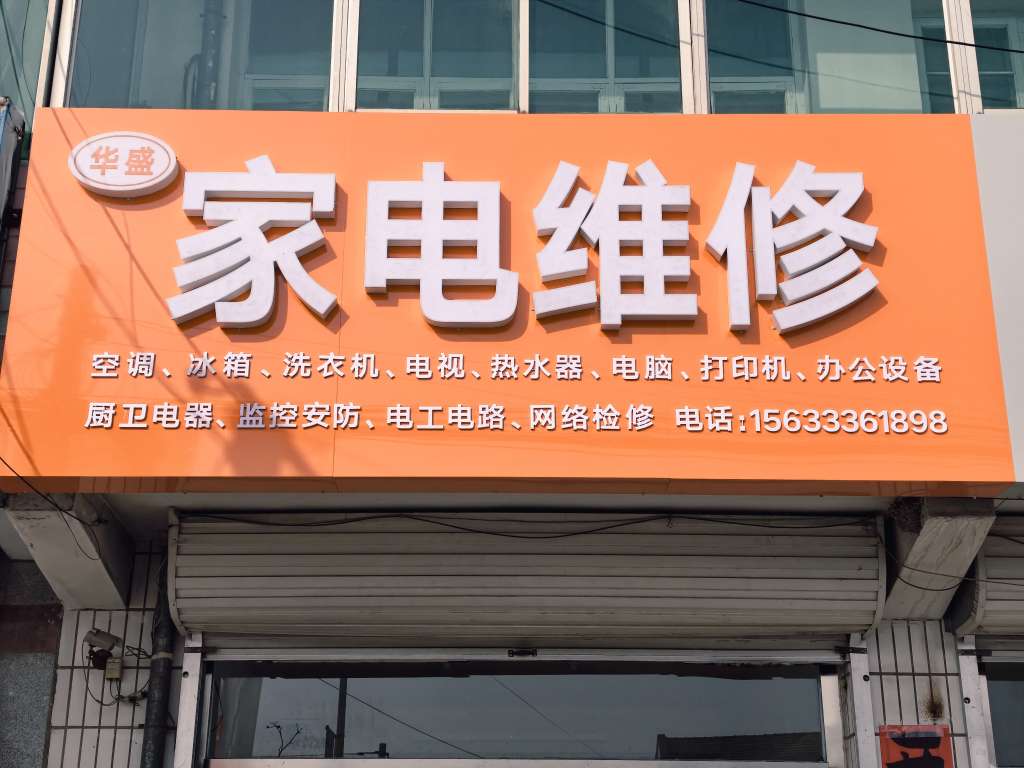 华盛
家电维修
空调、冰箱、洗衣机、电视、热水器、电脑、打印机、办公设备
厨卫电器、监控安防、电工电路、网络检修 电话:15633361898